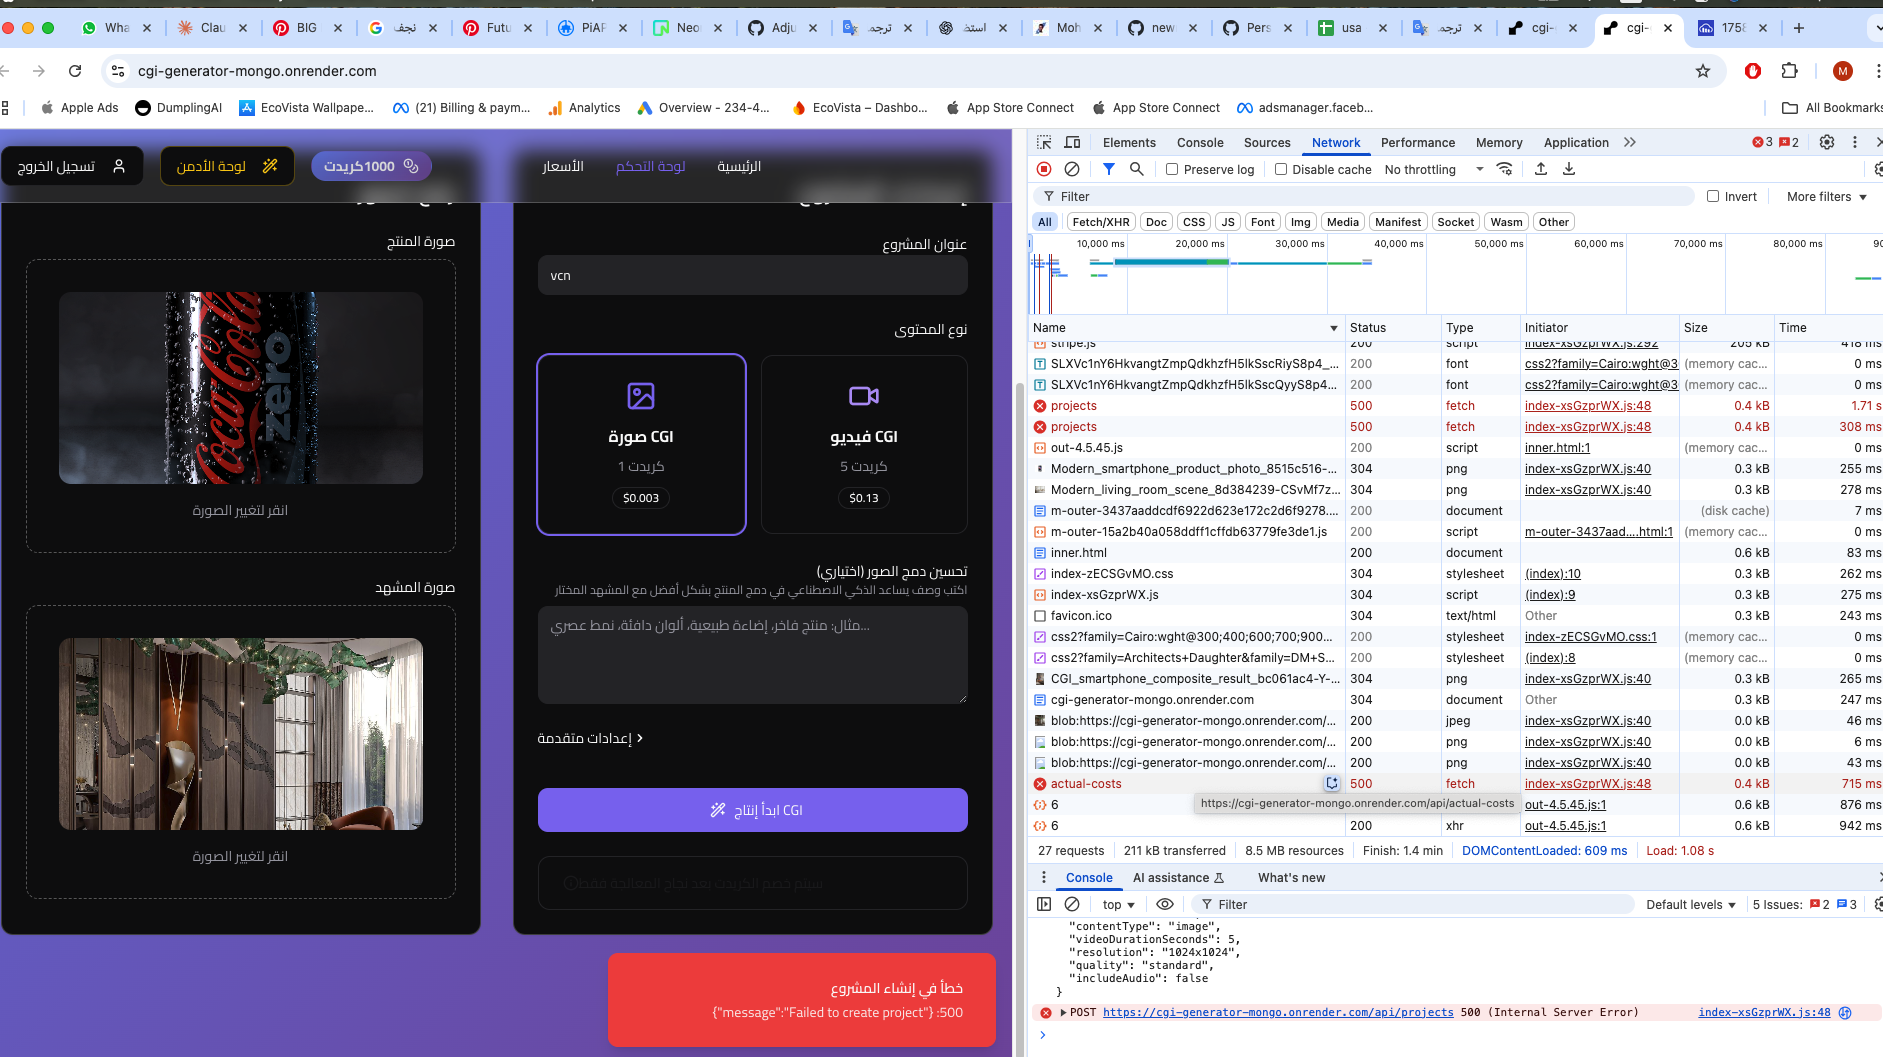 Wha
Clau
BIG
نجف
Futu
PiAP
Neo
Adju
ترجم
استض
Moh
new
Pers
usa
ترجم
cgi-
cgi-
1758
cgi-generator-mongo.onrender.com
M
Apple Ads
DumplingAI
EcoVista Wallpape...
(21) Billing & paym...
Analytics
Overview - 234-4...
EcoVista – Dashbo...
App Store Connect
App Store Connect
adsmanager.faceb...
All Bookmarks
الرئيسية
لوحة التحكم
الأسعار
1000كريدت
لوحة الأدمن
تسجيل الخروج
عنوان المشروع
vcn
نوع المحتوى
CGI صورة
كريدت 1
$0.003
CGI فيديو
كريدت 5
$0.13
تحسين دمج الصور (اختياري)
اكتب وصف يساعد الذكي الاصطناعي في دمج المنتج بشكل أفضل مع المشهد المختار
مثال: منتج فاخر، إضاءة طبيعية، ألوان دافئة، نمط عصري...
إعدادات متقدمة
ابدأ إنتاج CGI
سيتم خصم الكريدت بعد نجاح المعالجة فقط
صورة المنتج
Coca-Cola
zero
انقر لتغيير الصورة
صورة المشهد
انقر لتغيير الصورة
خطأ في إنشاء المشروع
500: {"message":"Failed to create project"}
Elements
Console
Sources
Network
Performance
Memory
Application
3
2
Preserve log
Disable cache
No throttling
Filter
Invert
More filters
All
Fetch/XHR
Doc
CSS
JS
Font
Img
Media
Manifest
Socket
Wasm
Other
10,000 ms
20,000 ms
30,000 ms
40,000 ms
50,000 ms
60,000 ms
70,000 ms
80,000 ms
90
Name Status Type Initiator Size Time
stripe.js 200 script index-xsGzprWX.js:292 205 kB 418 ms
SLXVc1nY6HkvangtZmpQdkhzfH5lkSscRiyS8p4_... 200 font css2?family=Cairo:wght@3 (memory cac... 0 ms
SLXVc1nY6HkvangtZmpQdkhzfH5lkSscQyyS8p4... 200 font css2?family=Cairo:wght@3 (memory cac... 0 ms
projects 500 fetch index-xsGzprWX.js:48 0.4 kB 1.71 s
projects 500 fetch index-xsGzprWX.js:48 0.4 kB 308 ms
out-4.5.45.js 200 script inner.html:1 (memory cac... 0 ms
Modern_smartphone_product_photo_8515c516-... 304 png index-xsGzprWX.js:40 0.3 kB 255 ms
Modern_living_room_scene_8d384239-CSvMf7z... 304 png index-xsGzprWX.js:40 0.3 kB 278 ms
m-outer-3437aaddcdf6922d623e172c2d6f9278.... 200 document (disk cache) 7 ms
m-outer-15a2b40a058ddff1cffdb63779fe3de1.js 200 script m-outer-3437aad....html:1 (memory cac... 0 ms
inner.html 200 document 0.6 kB 83 ms
index-zECSGvMO.css 304 stylesheet (index):10 0.3 kB 262 ms
index-xsGzprWX.js 304 script (index):9 0.3 kB 275 ms
favicon.ico 304 text/html Other 0.3 kB 243 ms
css2?family=Cairo:wght@300;400;600;700;900... 200 stylesheet index-zECSGvMO.css:1 (memory cac... 0 ms
css2?family=Architects+Daughter&family=DM+S... 200 stylesheet (index):8 (memory cac... 0 ms
CGI_smartphone_composite_result_bc061ac4-Y-... 304 png index-xsGzprWX.js:40 0.3 kB 265 ms
cgi-generator-mongo.onrender.com 304 document Other 0.3 kB 247 ms
blob:https://cgi-generator-mongo.onrender.com/... 200 jpeg index-xsGzprWX.js:40 0.0 kB 46 ms
blob:https://cgi-generator-mongo.onrender.com/... 200 png index-xsGzprWX.js:40 0.0 kB 6 ms
blob:https://cgi-generator-mongo.onrender.com/... 200 png index-xsGzprWX.js:40 0.0 kB 43 ms
actual-costs 500 fetch index-xsGzprWX.js:48 0.4 kB 715 ms
https://cgi-generator-mongo.onrender.com/api/actual-costs
6 out-4.5.45.js:1 0.6 kB 876 ms
6 200 xhr out-4.5.45.js:1 0.6 kB 942 ms
27 requests
211 kB transferred
8.5 MB resources
Finish: 1.4 min
DOMContentLoaded: 609 ms
Load: 1.08 s
Console
AI assistance
What's new
top
Filter
Default levels
5 Issues: 2 3
"contentType": "image",
"videoDurationSeconds": 5,
"resolution": "1024x1024",
"quality": "standard",
"includeAudio": false
}
POST https://cgi-generator-mongo.onrender.com/api/projects 500 (Internal Server Error) index-xsGzprWX.js:48